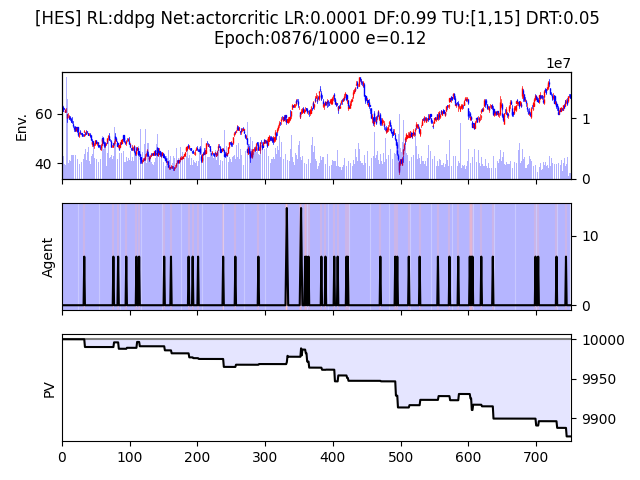 [HES] RL:ddpg Net:actorcritic LR:0.0001 DF:0.99 TU:[1,15] DRT:0.05
Epoch:0876/1000 e=0.12
1e7
Env.
60
40
1
0
Agent
10
0
PV
10000
9950
9900
0 100 200 300 400 500 600 700